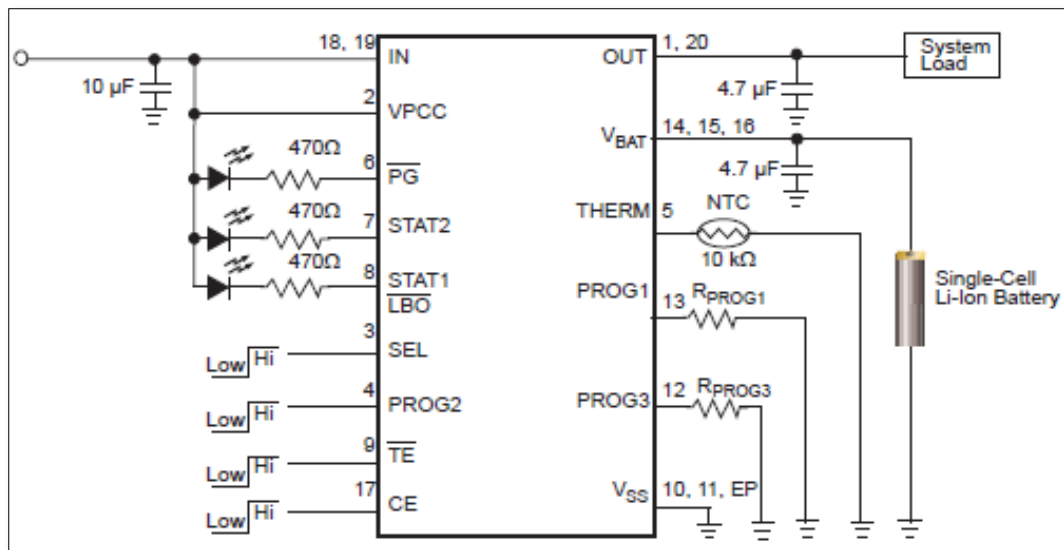 18, 19
IN
10 µF
2
VPCC
470Ω
6
PG
470Ω
7
STAT2
470Ω
8
STAT1
LBO
3
SEL
Low Hi
4
PROG2
Low Hi
9
TE
Low Hi
17
CE
Low Hi
OUT
1, 20
System
Load
4.7 µF
VBAT
14, 15, 16
4.7 µF
THERM
5
NTC
10 kΩ
Single-Cell
Li-Ion Battery
PROG1
13
RPROG1
PROG3
12
RPROG3
VSS
10, 11, EP